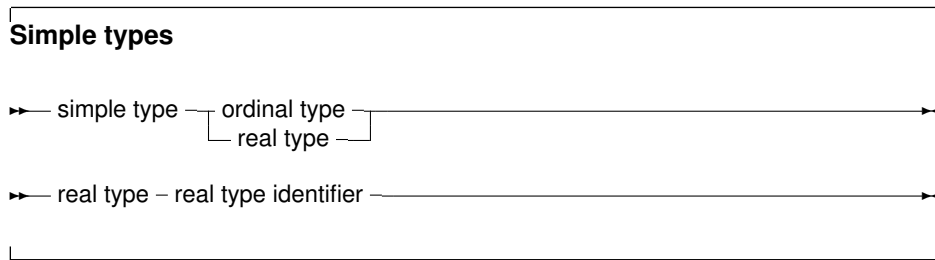 Simple types
simple type ordinal type
real type
real type real type identifier